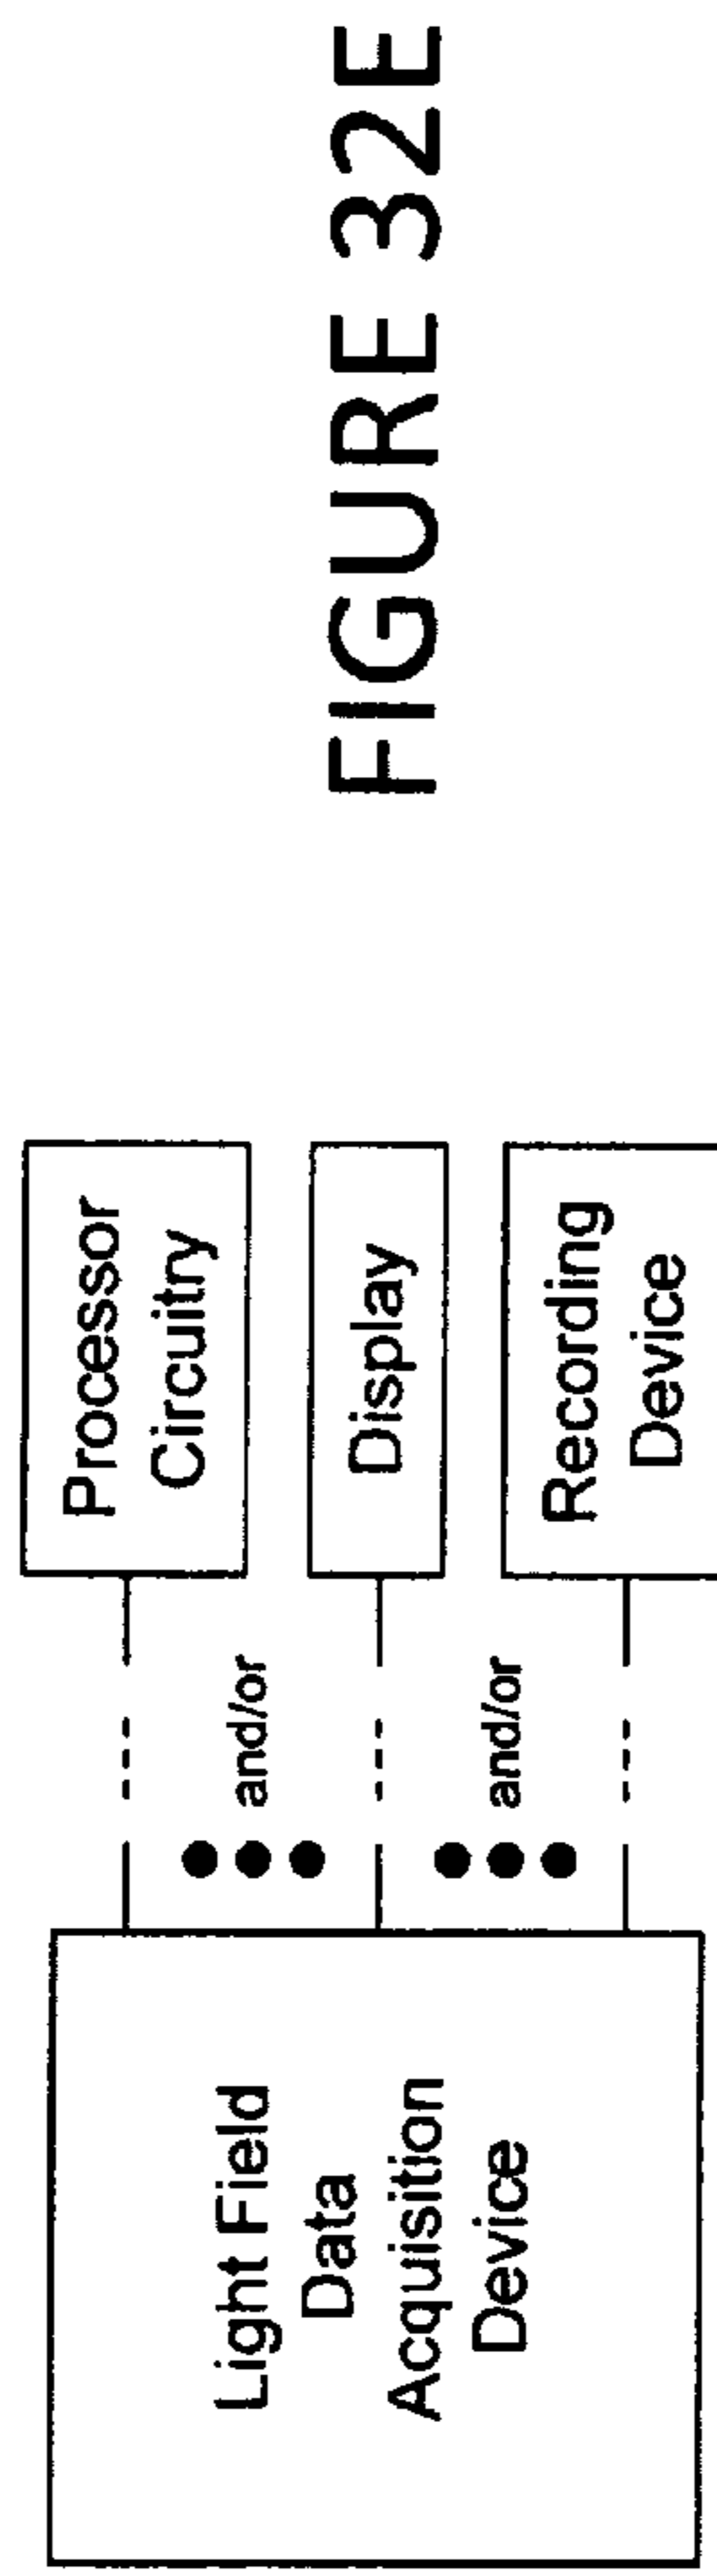 Light Field
Data
Acquisition
Device
and/or
and/or
Processor
Circuitry
Display
Recording
Device
FIGURE 32E